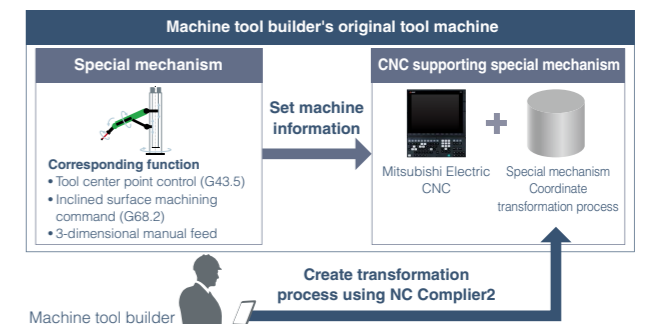 Machine tool builder's original tool machine
Special mechanism
Corresponding function
• Tool center point control (G43.5)
• Inclined surface machining
command (G68.2)
• 3-dimensional manual feed
Set machine
information
CNC supporting special mechanism
Mitsubishi Electric
CNC
Special mechanism
Coordinate
transformation process
Create transformation
process using NC Complier2
Machine tool builder